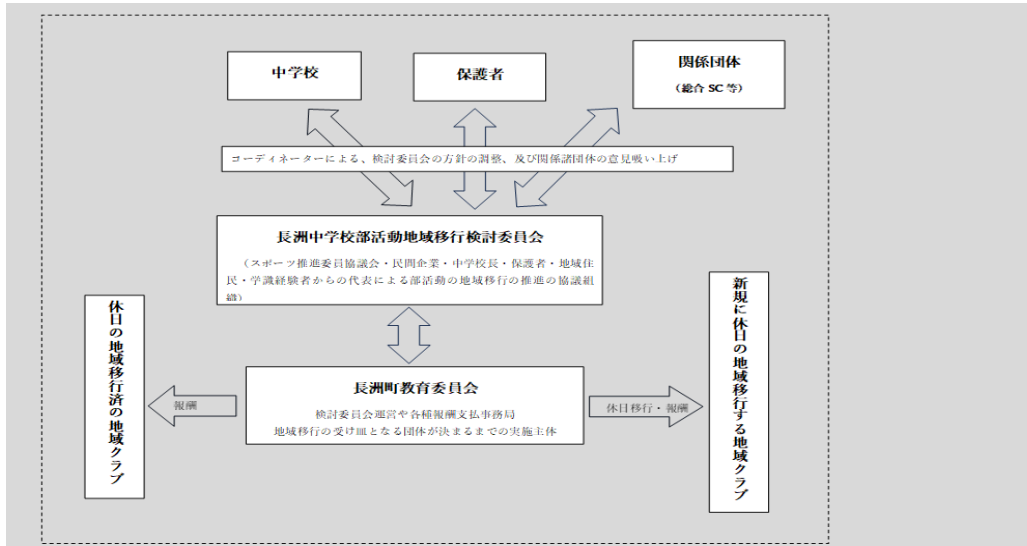 中学校
保護者
関係団体
(総合 SC 等)
コーディネーターによる、検討委員会の方針の調整、及び関係諸団体の意見吸い上げ
長洲中学校部活動地域移行検討委員会
(スポーツ推進委員協議会・民間企業・中学校長・保護者・地域住
民・学識経験者からの代表による部活動の地域移行の推進の協議組
織)
休日の地域移行済の地域クラブ
新規に休日の地域移行する地域クラブ
長洲町教育委員会
検討委員会運営や各種報酬支払事務局
地域移行の受け皿となる団体が決まるまでの実施主体
報酬
休日移行・報酬